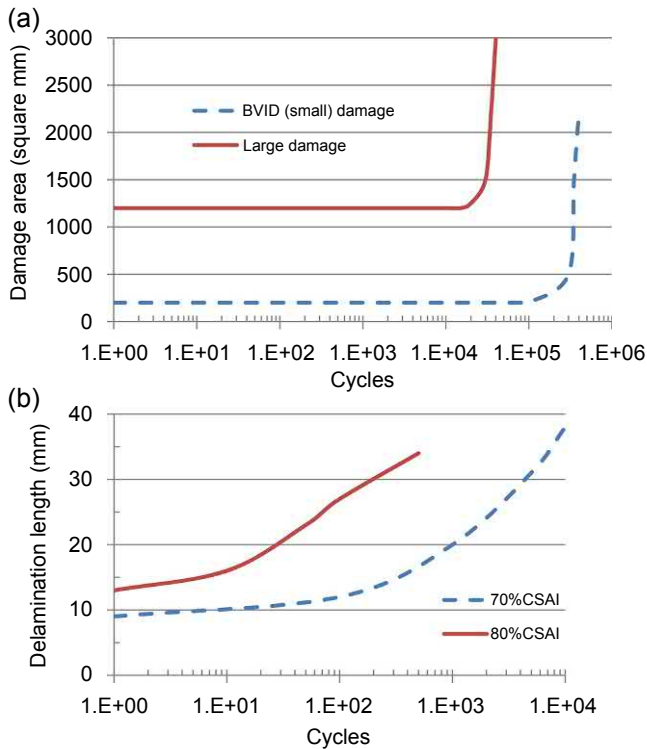 (a)
Damage area (square mm)
3000
2500
2000
1500
1000
500
0
BVID (small) damage
Large damage
1.E+00 1.E+01 1.E+02 1.E+03 1.E+04 1.E+05 1.E+06
Cycles
(b)
Delamination length (mm)
40
30
20
10
0
70%CSAI
80%CSAI
1.E+00 1.E+01 1.E+02 1.E+03 1.E+04
Cycles